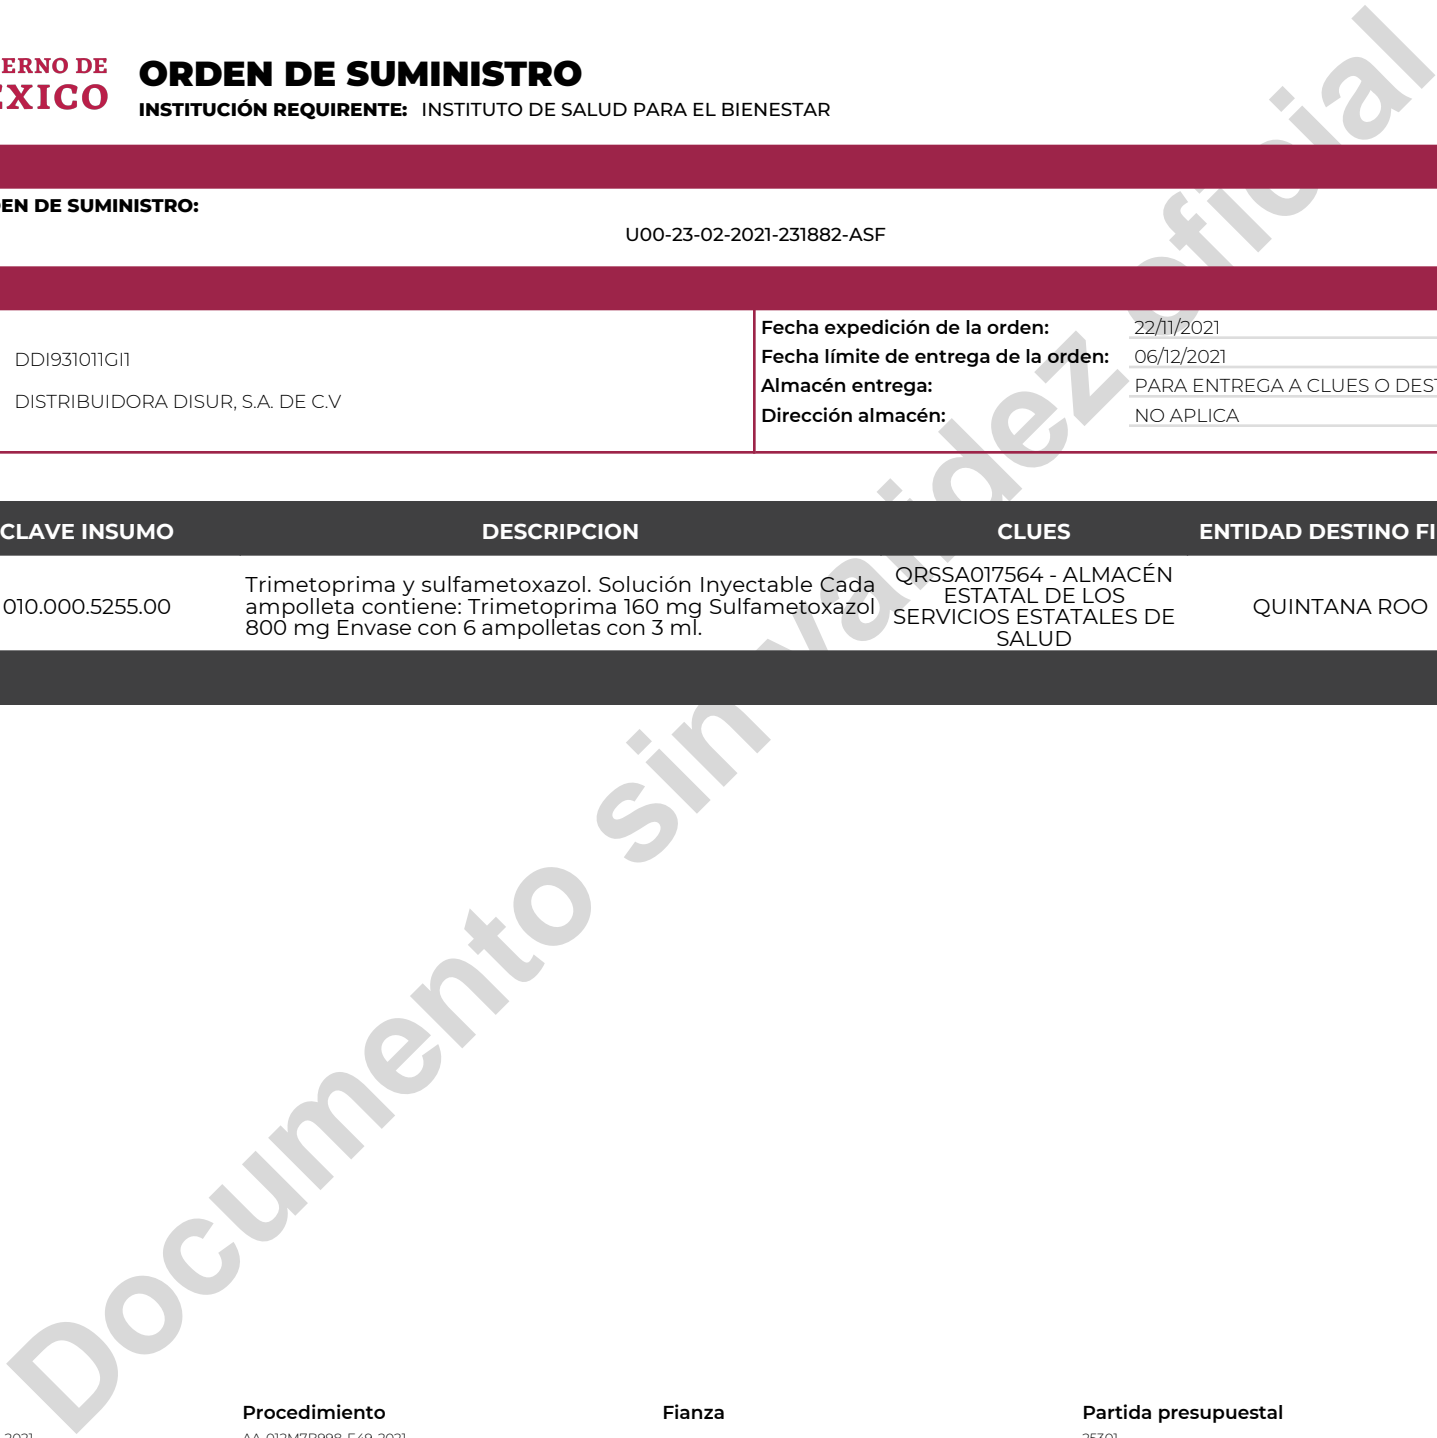 ORDEN DE SUMINISTRO
INSTITUCIÓN REQUIRENTE: INSTITUTO DE SALUD PARA EL BIENESTAR
ERNO DE
EXICO
EN DE SUMINISTRO:
U00-23-02-2021-231882-ASF
DDI931011GI1
DISTRIBUIDORA DISUR, S.A. DE C.V
Fecha expedición de la orden: 22/11/2021
Fecha límite de entrega de la orden: 06/12/2021
Almacén entrega: PARA ENTREGA A CLUES O DEST
Dirección almacén: NO APLICA
CLAVE INSUMO DESCRIPCION CLUES ENTIDAD DESTINO FI
010.000.5255.00
Trimetoprima y sulfametoxazol. Solución Inyectable Cada
ampolleta contiene: Trimetoprima 160 mg Sulfametoxazol
800 mg Envase con 6 ampolletas con 3 ml.
QRSSA017564 - ALMACÉN
ESTATAL DE LOS
SERVICIOS ESTATALES DE
SALUD
QUINTANA ROO
Documento sin validez oficial
Procedimiento Fianza Partida presupuestal